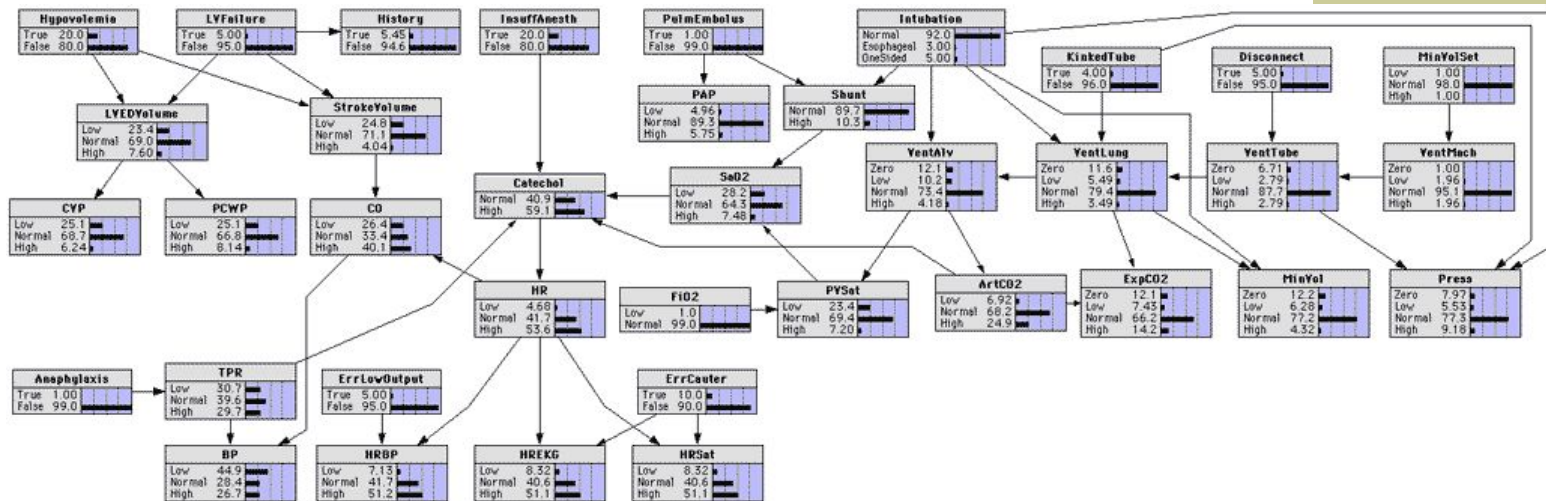 Hypovolemia
True 20.0
False 80.0
LVFailure
True 5.00
False 95.0
History
True 5.45
False 94.6
InsuffAnesth
True 20.0
False 80.0
PulmEmbolus
True 1.00
False 99.0
Intubation
Normal 92.0
Esophageal 3.00
OneSided 5.00
KinkedTube
True 4.00
False 96.0
Disconnect
True 5.00
False 95.0
MinVolSet
Low 1.00
Normal 98.0
High 1.00
LVEDVolume
Low 23.4
Normal 69.0
High 7.60
StrokeVolume
Low 24.8
Normal 71.1
High 4.04
PAP
Low 4.96
Normal 89.3
High 5.75
Shunt
Normal 89.7
High 10.3
VentAlv
Zero 12.1
Low 10.2
Normal 73.4
High 4.18
VentLung
Zero 11.6
Low 5.49
Normal 79.4
High 3.49
VentTube
Zero 6.71
Low 2.79
Normal 87.7
High 2.79
VentMach
Zero 1.00
Low 1.96
Normal 95.1
High 1.96
CVP
Low 25.1
Normal 68.7
High 6.24
PCWP
Low 25.1
Normal 66.8
High 8.14
CO
Low 26.4
Normal 33.4
High 40.1
Catechol
Normal 40.9
High 59.1
SaO2
Low 28.2
Normal 64.3
High 7.48
HR
Low 4.68
Normal 41.7
High 53.6
FiO2
Low 1.0
Normal 99.0
PVSat
Low 23.4
Normal 69.4
High 7.20
ArtCO2
Low 6.92
Normal 68.2
High 24.9
ExpCO2
Zero 12.1
Low 7.43
Normal 66.2
High 14.2
MinVol
Zero 12.2
Low 6.28
Normal 77.2
High 4.32
Press
Zero 7.97
Low 5.53
Normal 77.3
High 9.18
Anaphylaxis
True 1.00
False 99.0
TPR
Low 30.7
Normal 39.6
High 29.7
ErrLowOutput
True 5.00
False 95.0
ErrCauter
True 10.0
False 90.0
BP
Low 44.9
Normal 28.4
High 26.7
HRBP
Low 7.13
Normal 41.7
High 51.2
HREKG
Low 8.32
Normal 40.6
High 51.1
HRSat
Low 8.32
Normal 40.6
High 51.1